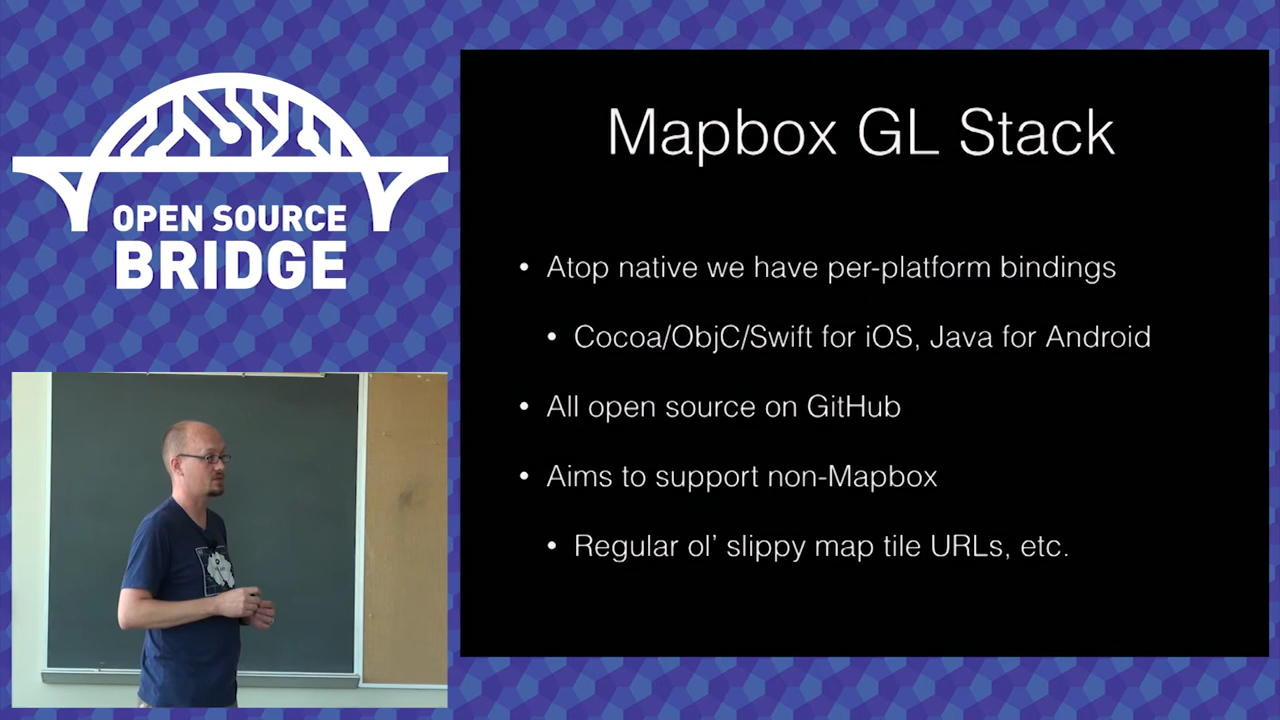 OPEN SOURCE
BRIDGE
Mapbox GL Stack
• Atop native we have per-platform bindings
• Cocoa/ObjC/Swift for iOS, Java for Android
• All open source on GitHub
• Aims to support non-Mapbox
• Regular ol’ slippy map tile URLs, etc.